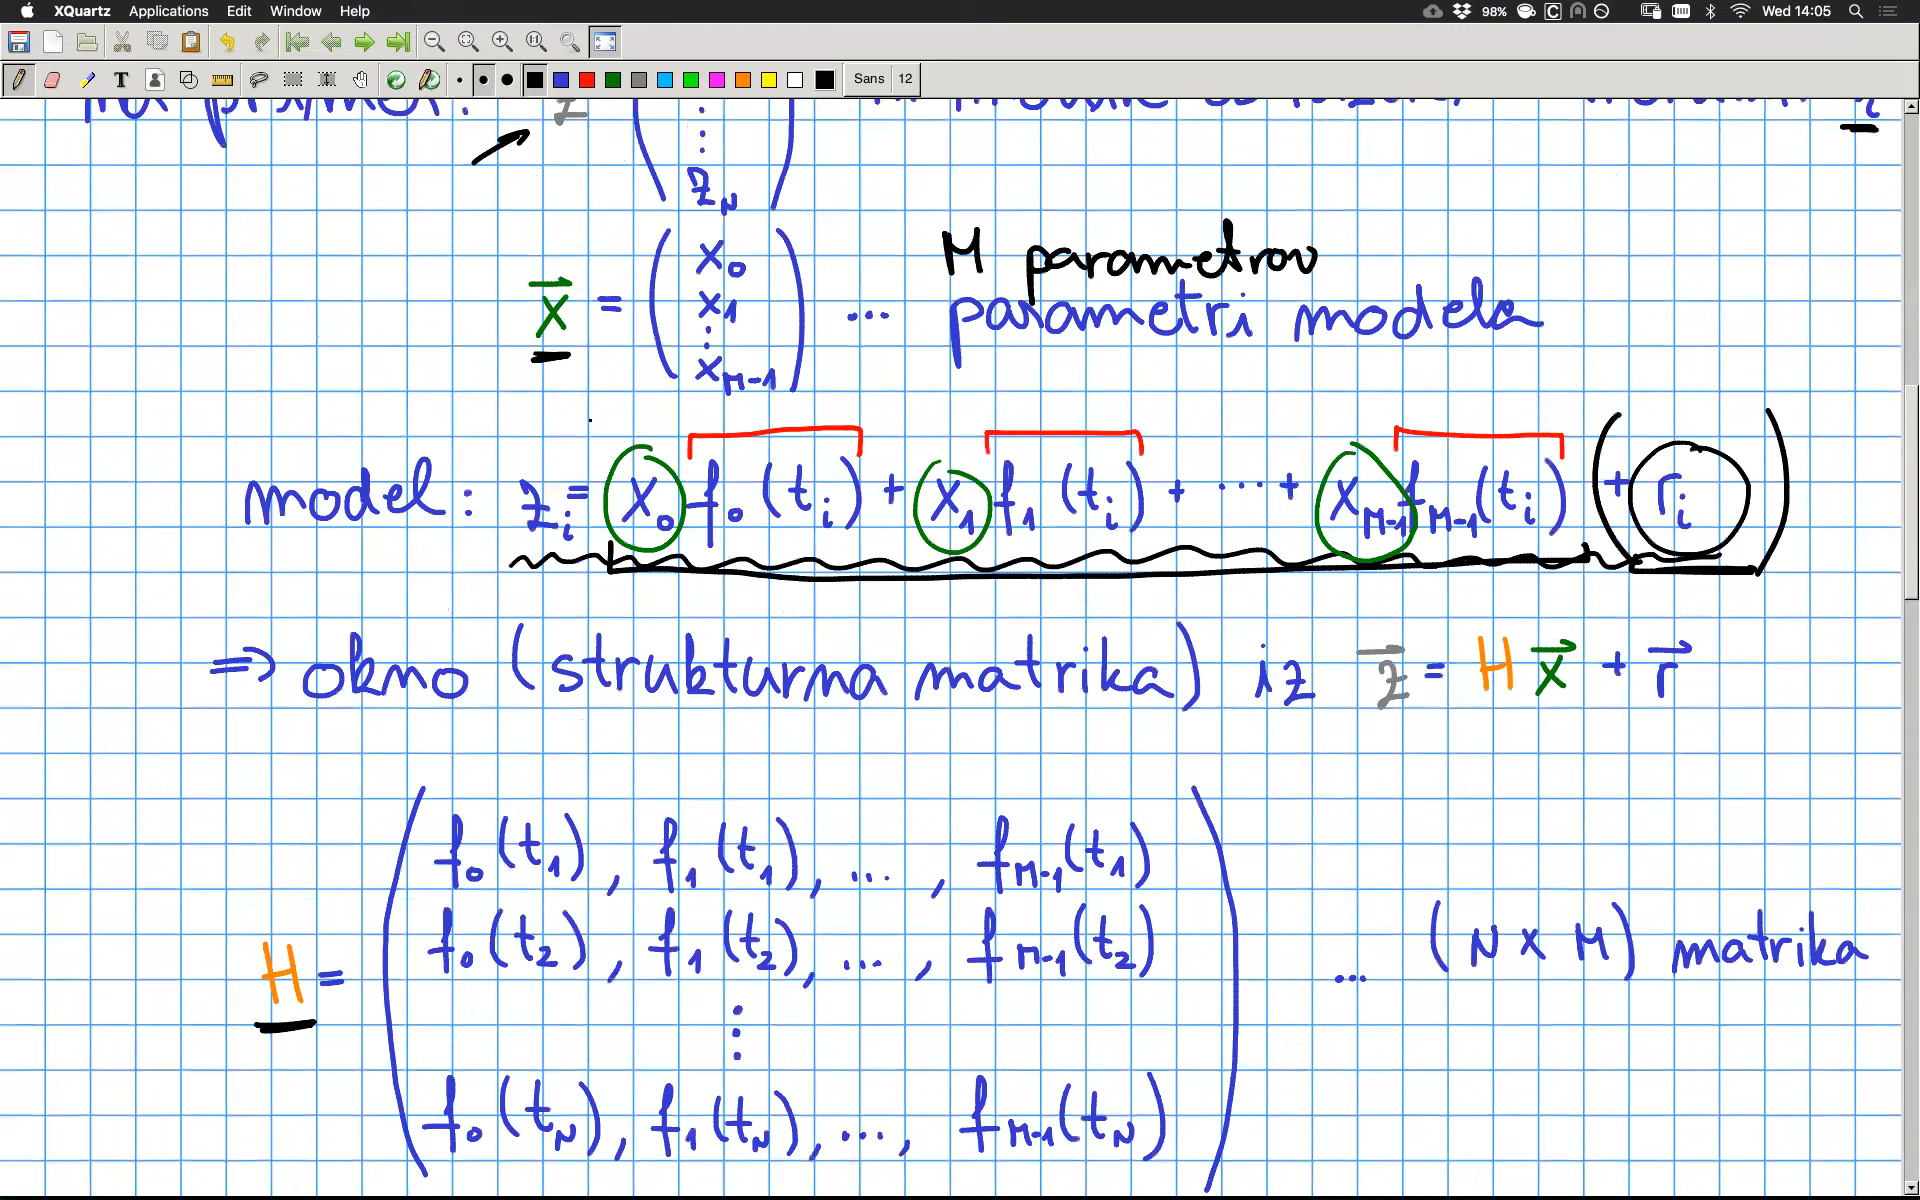 XQuartz Applications Edit Window Help 98% Wed 14:05
Sans 12
z
z_N
M parametrov
x⃗ = (x_0 x_1 ⋮ x_{M-1}) ... parametri modela
model: z_i = x_0 f_0 (t_i) + x_1 f_1 (t_i) + ... + x_{M-1} f_{M-1}(t_i) (+ r_i)
=> okno (strukturna matrika) iz z⃗ = H x⃗ + r⃗
f_0(t_1), f_1(t_1), ..., f_{M-1}(t_1)
f_0(t_2), f_1(t_2), ..., f_{M-1}(t_2)
H = ⋮ ... (N x M) matrika
f_0(t_N), f_1(t_N), ..., f_{M-1}(t_N)